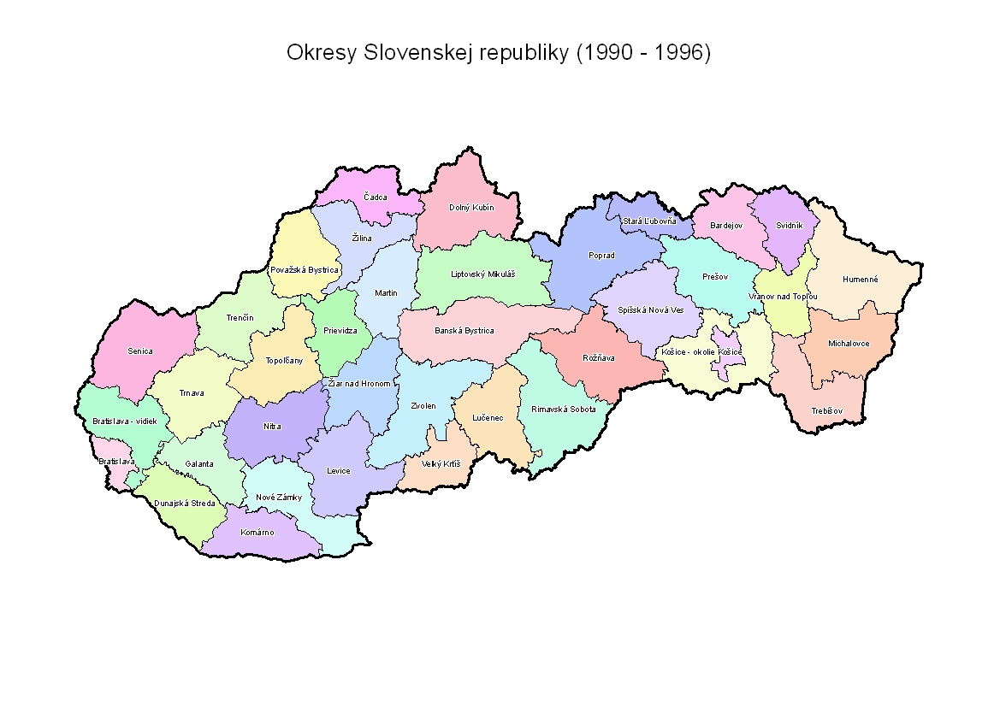 Okresy Slovenskej republiky (1990 - 1996)
Čadca
Dolný Kubín
Stará Ľubovňa
Bardejov
Svidník
Žilina
Poprad
Považská Bystrica
Liptovský Mikuláš
Prešov
Humenné
Martin
Vranov nad Topľou
Spišská Nová Ves
Trenčín
Prievidza
Banská Bystrica
Michalovce
Senica
Košice - okolie
Košice
Topoľčany
Rožňava
Žiar nad Hronom
Trnava
Zvolen
Rimavská Sobota
Trebišov
Lučenec
Bratislava - vidiek
Nitra
Bratislava
Galanta
Veľký Krtíš
Levice
Nové Zámky
Dunajská Streda
Komárno